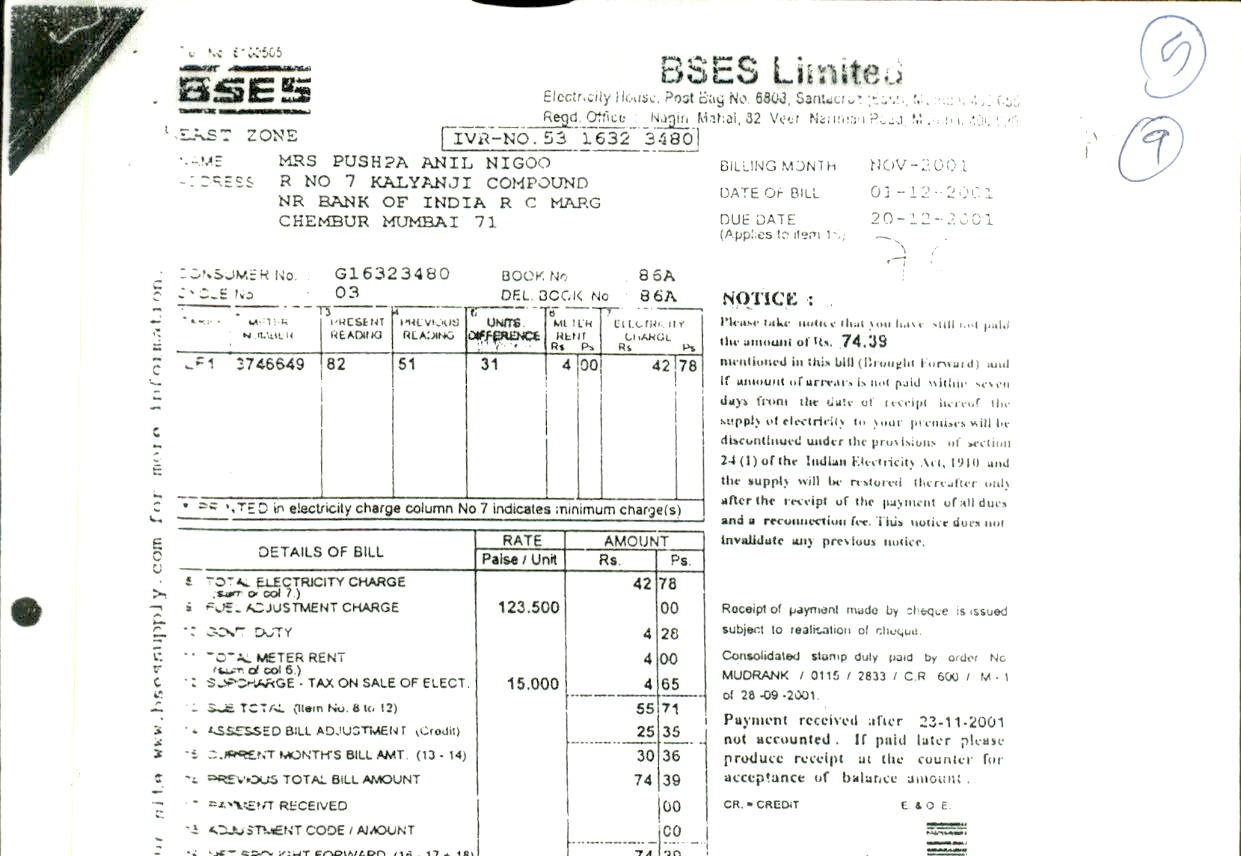 5
9
BSES
BSES Limited
Electricity House, Post Bag No. 6803, Santacruz (East),
Regd. Office : Nagin Mahal, 82 Veer Nariman Road,
EAST ZONE
IVR-NO. 53 1632 3480
NAME MRS PUSHPA ANIL NIGOO
ADDRESS R NO 7 KALYANJI COMPOUND
NR BANK OF INDIA R C MARG
CHEMBUR MUMBAI 71
BILLING MONTH NOV-2001
DATE OF BILL 01-12-2001
DUE DATE 20-12-2001
(Applies to item 15)
CONSUMER No. : G16323480 BOOK No : 86A
CYCLE No : 03 DEL. BOOK No : 86A
METER NUMBER PRESENT READING PREVIOUS READING UNITS DIFFERENCE METER RENT Rs Ps ELECTRICITY CHARGE Rs Ps
3746649 82 51 31 4 00 42 78
PRINTED in electricity charge column No 7 indicates minimum charge(s)
DETAILS OF BILL RATE Paise / Unit AMOUNT Rs. Ps.
8 TOTAL ELECTRICITY CHARGE 42 78
(sum of col 7.)
9 FUEL ADJUSTMENT CHARGE 123.500 00
10 GOVT DUTY 4 28
11 TOTAL METER RENT 4 00
(sum of col 6.)
12 SURCHARGE - TAX ON SALE OF ELECT. 15.000 4 65
13 SUB TOTAL (Item No. 8 to 12) 55 71
14 ASSESSED BILL ADJUSTMENT (Credit) 25 35
15 CURRENT MONTH'S BILL AMT. (13 - 14) 30 36
16 PREVIOUS TOTAL BILL AMOUNT 74 39
17 PAYMENT RECEIVED 00
18 ADJUSTMENT CODE / AMOUNT 00
19 NET BROUGHT FORWARD (16 - 17 + 18) 74 39
NOTICE :
Please take notice that you have still not paid
the amount of Rs. 74.39
mentioned in this bill (Brought Forward) and
if amount of arrears is not paid within seven
days from the date of receipt hereof the
supply of electricity to your premises will be
discontinued under the provisions of section
24 (1) of the Indian Electricity Act, 1910 and
the supply will be restored thereafter only
after the receipt of the payment of all dues
and a reconnection fee. This notice does not
invalidate any previous notice.
Receipt of payment made by cheque is issued
subject to realisation of cheque.
Consolidated stamp duty paid by order No
MUDRANK / 0115 / 2833 / C.R 600 / M - 1
of 28 -09 -2001.
Payment received after 23-11-2001
not accounted. If paid later please
produce receipt at the counter for
acceptance of balance amount.
CR. = CREDIT E. & O. E.
www.bsessupply.com for more information.